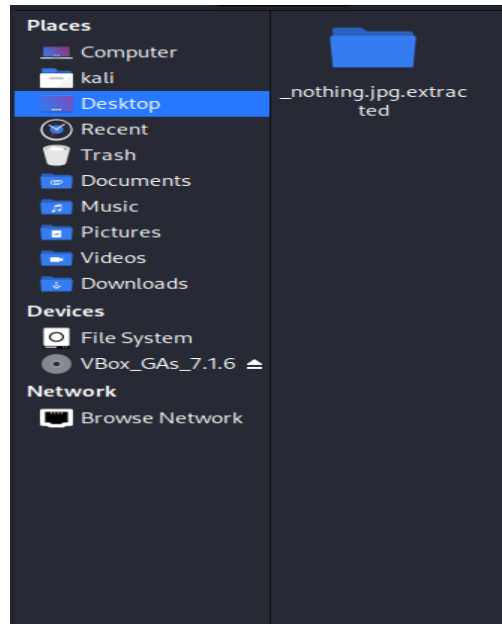 Places
Computer
kali
Desktop
Recent
Trash
Documents
Music
Pictures
Videos
Downloads
Devices
File System
VBox_GAs_7.1.6
Network
Browse Network
_nothing.jpg.extrac
ted